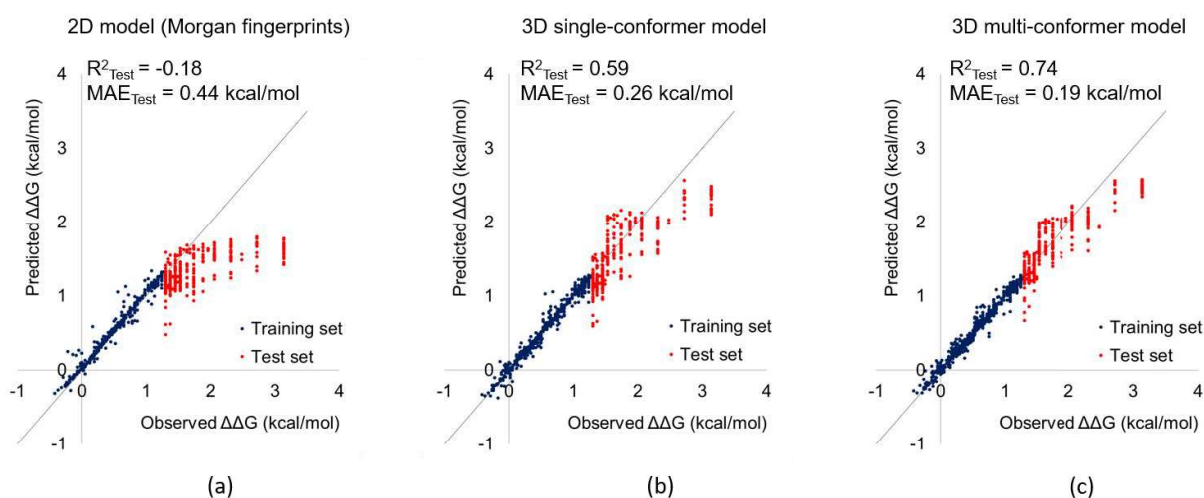 2D model (Morgan fingerprints)
R²Test = -0.18
MAETest = 0.44 kcal/mol
Predicted ΔΔG (kcal/mol)
4
3
2
1
0
-1
-1 0 1 2 3 4
Training set
Test set
Observed ΔΔG (kcal/mol)
(a)
3D single-conformer model
R²Test = 0.59
MAETest = 0.26 kcal/mol
Predicted ΔΔG (kcal/mol)
4
3
2
1
0
-1
-1 0 1 2 3 4
Training set
Test set
Observed ΔΔG (kcal/mol)
(b)
3D multi-conformer model
R²Test = 0.74
MAETest = 0.19 kcal/mol
Predicted ΔΔG (kcal/mol)
4
3
2
1
0
-1
-1 0 1 2 3 4
Training set
Test set
Observed ΔΔG (kcal/mol)
(c)